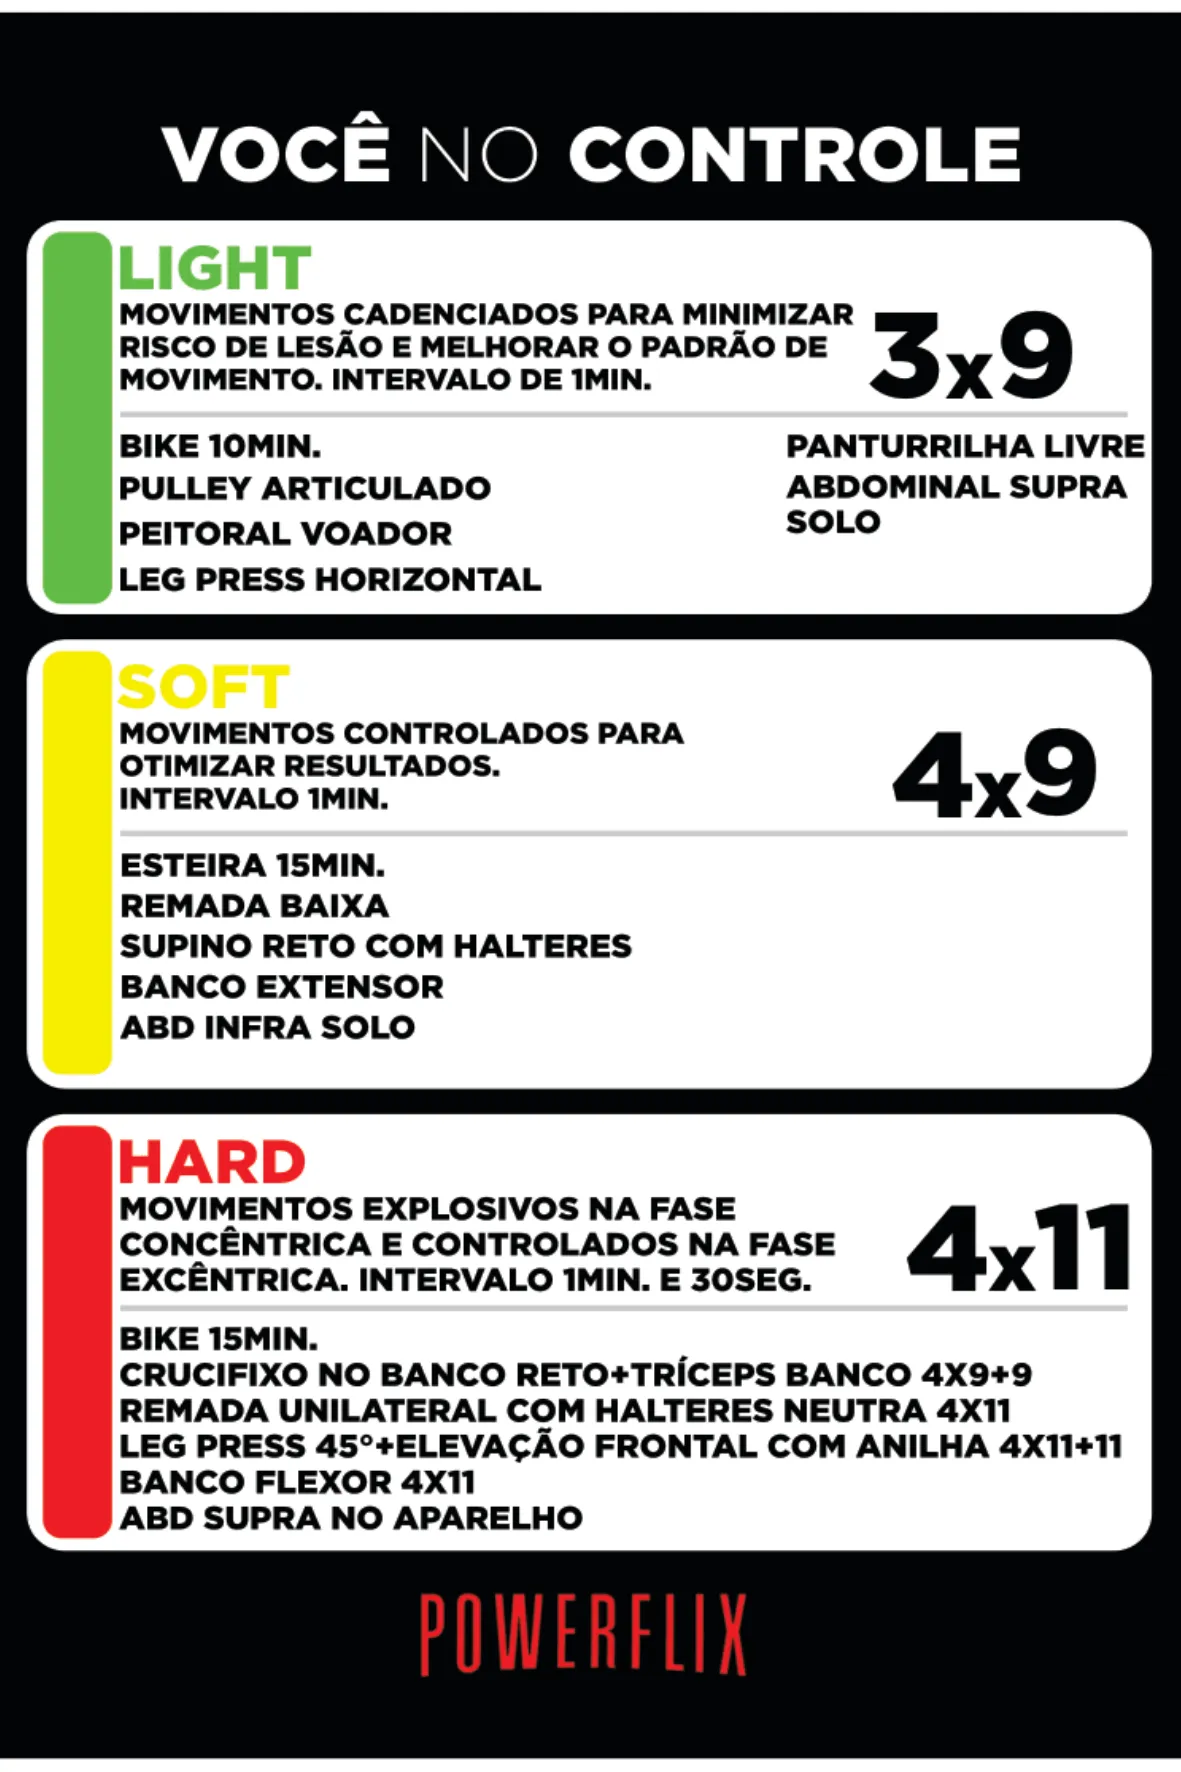 VOCÊ NO CONTROLE
LIGHT
MOVIMENTOS CADENCIADOS PARA MINIMIZAR
RISCO DE LESÃO E MELHORAR O PADRÃO DE
MOVIMENTO. INTERVALO DE 1MIN.
3x9
BIKE 10MIN.
PULLEY ARTICULADO
PEITORAL VOADOR
LEG PRESS HORIZONTAL
PANTURRILHA LIVRE
ABDOMINAL SUPRA
SOLO
SOFT
MOVIMENTOS CONTROLADOS PARA
OTIMIZAR RESULTADOS.
INTERVALO 1MIN.
4x9
ESTEIRA 15MIN.
REMADA BAIXA
SUPINO RETO COM HALTERES
BANCO EXTENSOR
ABD INFRA SOLO
HARD
MOVIMENTOS EXPLOSIVOS NA FASE
CONCÊNTRICA E CONTROLADOS NA FASE
EXCÊNTRICA. INTERVALO 1MIN. E 30SEG.
4x11
BIKE 15MIN.
CRUCIFIXO NO BANCO RETO+TRÍCEPS BANCO 4X9+9
REMADA UNILATERAL COM HALTERES NEUTRA 4X11
LEG PRESS 45°+ELEVAÇÃO FRONTAL COM ANILHA 4X11+11
BANCO FLEXOR 4X11
ABD SUPRA NO APARELHO
POWERFLIX